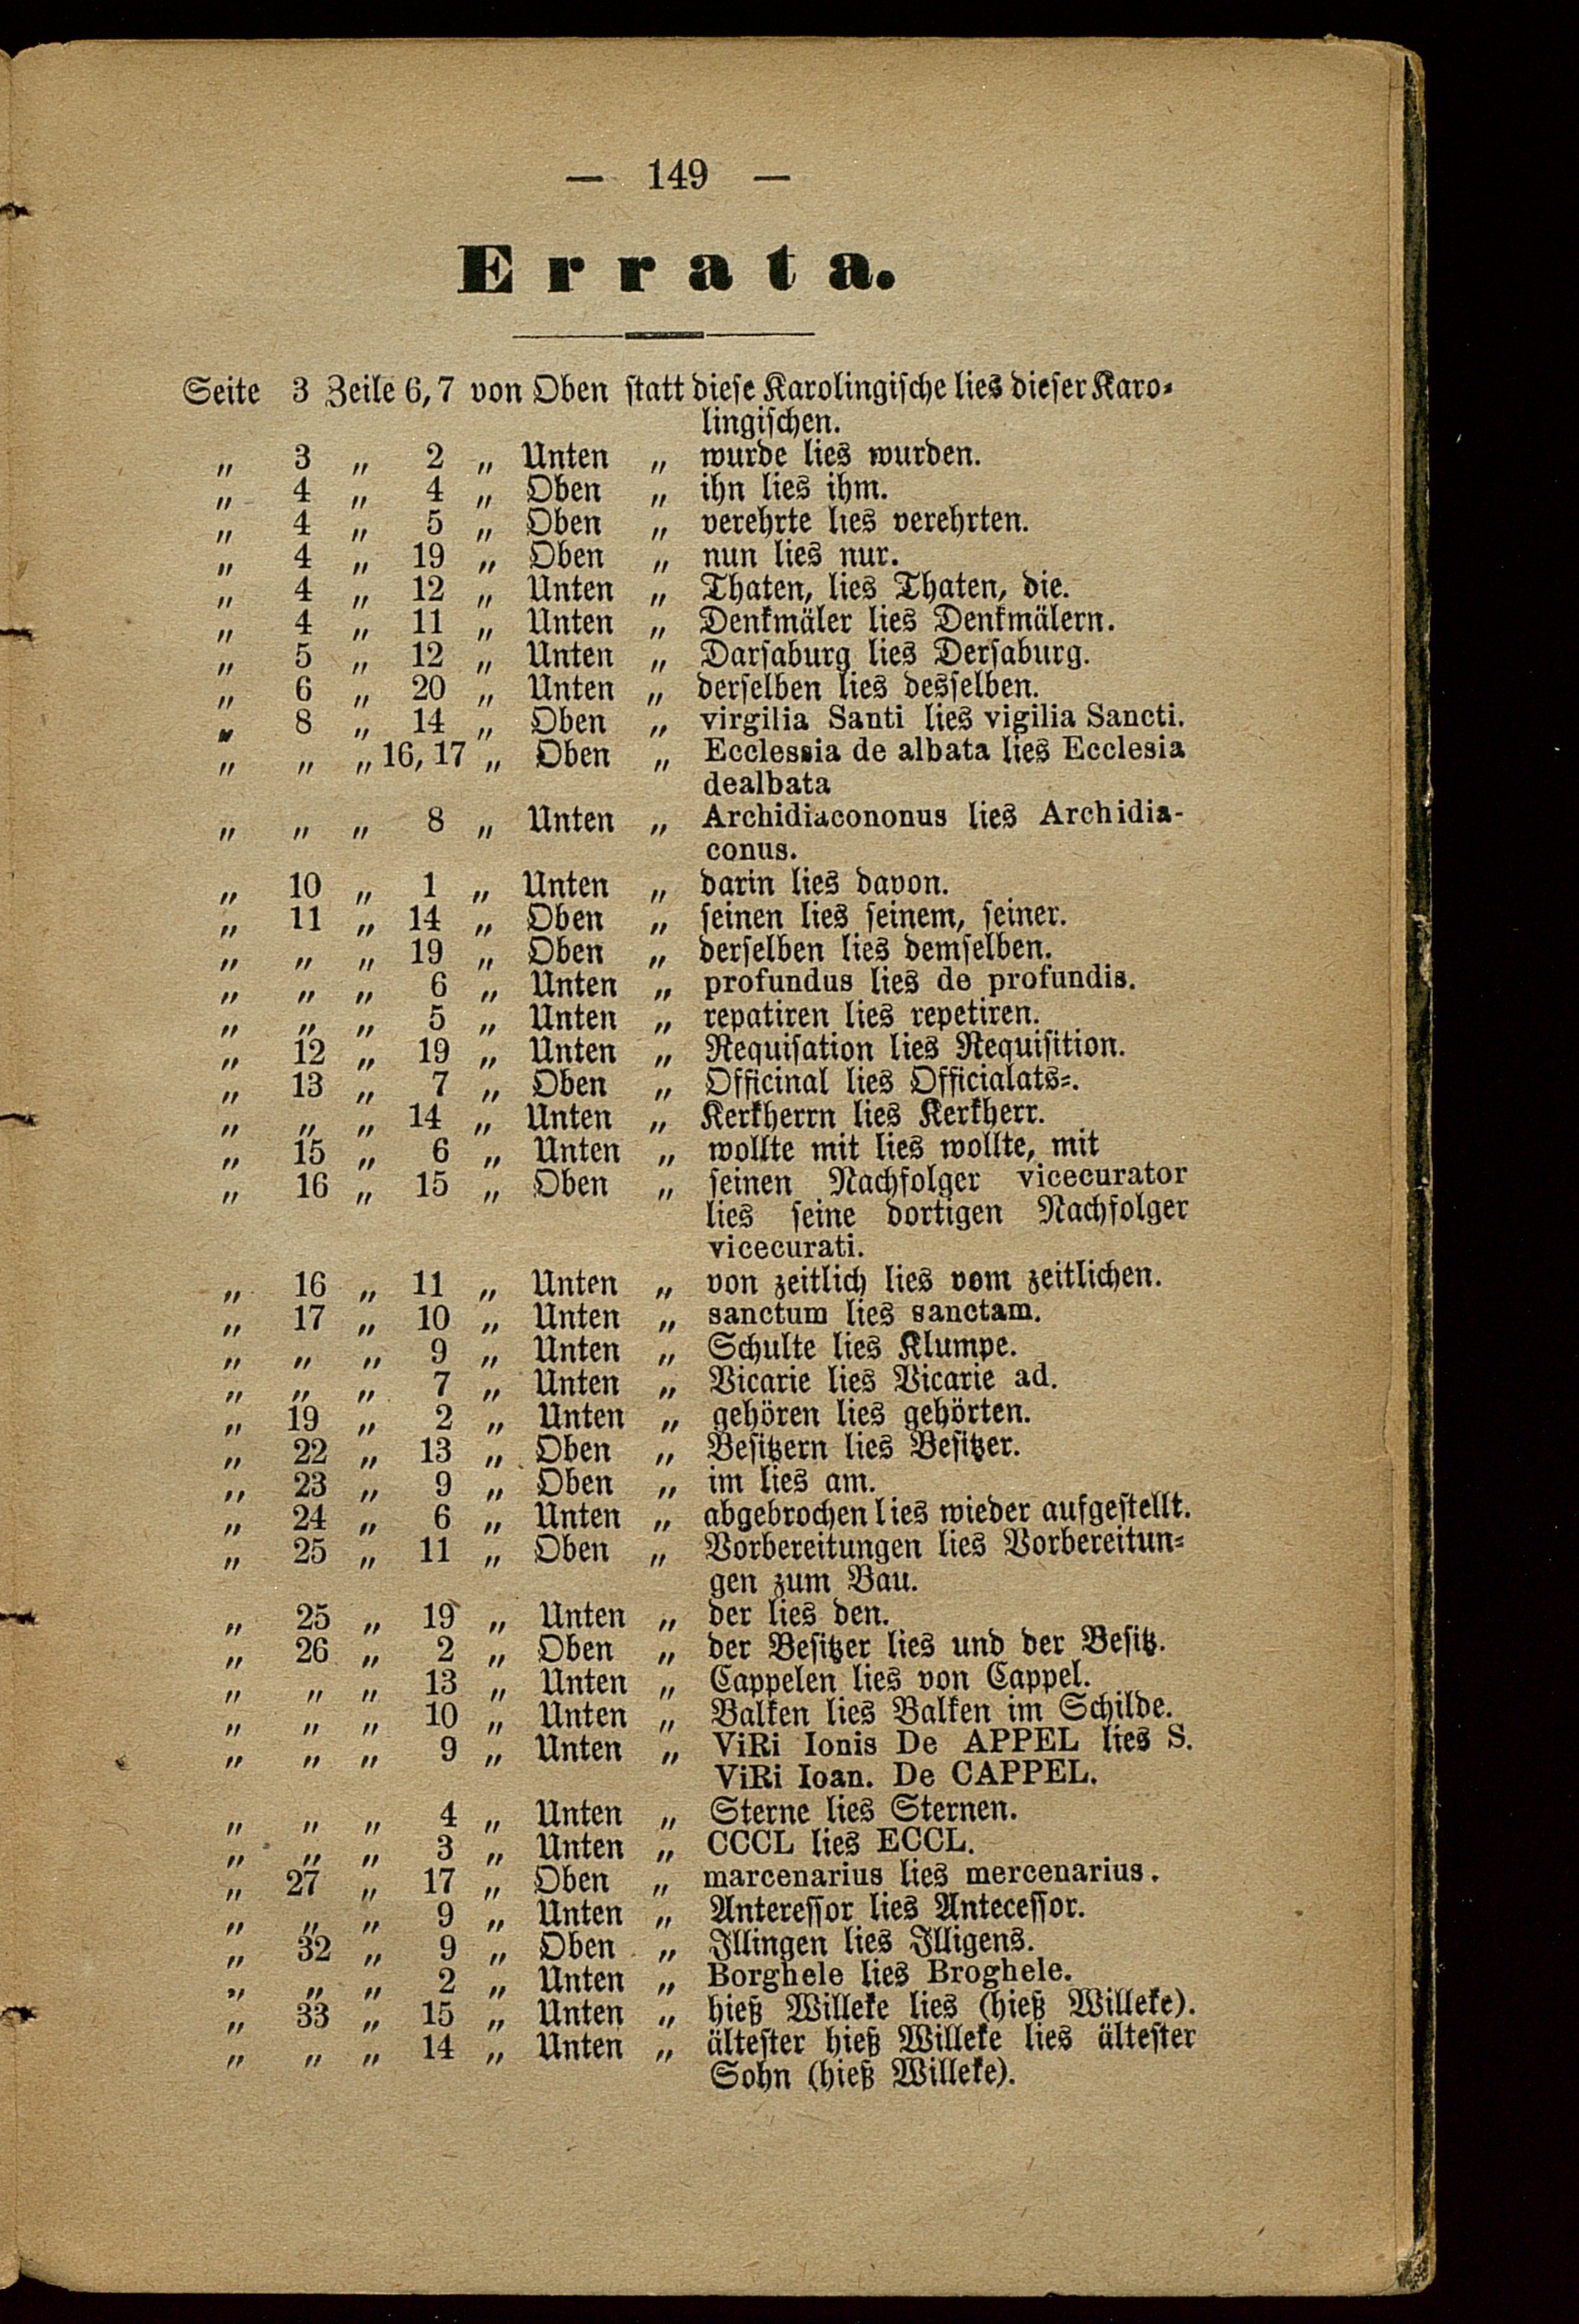 — 149 —
Errata.
Seite 3 Zeile 6, 7 von Oben statt diese Karolingische lies dieser Karo-
lingischen.
„ 3 „ 2 „ Unten „ wurde lies wurden.
„ 4 „ 4 „ Oben „ ihn lies ihm.
„ 4 „ 5 „ Oben „ verehrte lies verehrten.
„ 4 „ 19 „ Oben „ nun lies nur.
„ 4 „ 12 „ Unten „ Thaten, lies Thaten, die.
„ 4 „ 11 „ Unten „ Denkmäler lies Denkmälern.
„ 5 „ 12 „ Unten „ Darsaburg lies Dersaburg.
„ 6 „ 20 „ Unten „ derselben lies desselben.
„ 8 „ 14 „ Oben „ virgilia Santi lies vigilia Sancti.
„ „ „ 16, 17 „ Oben „ Ecclessia de albata lies Ecclesia
dealbata
„ „ „ 8 „ Unten „ Archidiacononus lies Archidia-
conus.
„ 10 „ 1 „ Unten „ darin lies davon.
„ 11 „ 14 „ Oben „ seinen lies seinem, seiner.
„ „ „ 19 „ Oben „ derselben lies demselben.
„ „ „ 6 „ Unten „ profundus lies de profundis.
„ „ „ 5 „ Unten „ repatiren lies repetiren.
„ 12 „ 19 „ Unten „ Requisation lies Requisition.
„ 13 „ 7 „ Oben „ Officinal lies Officialats-.
„ „ „ 14 „ Unten „ Kerkherrn lies Kerkherr.
„ 15 „ 6 „ Unten „ wollte mit lies wollte, mit
„ 16 „ 15 „ Oben „ seinen Nachfolger vicecurator
lies seine dortigen Nachfolger
vicecurati.
„ 16 „ 11 „ Unten „ von zeitlich lies vom zeitlichen.
„ 17 „ 10 „ Unten „ sanctum lies sanctam.
„ „ „ 9 „ Unten „ Schulte lies Klumpe.
„ „ „ 7 „ Unten „ Vicarie lies Vicarie ad.
„ 19 „ 2 „ Unten „ gehören lies gehörten.
„ 22 „ 13 „ Oben „ Besitzern lies Besitzer.
„ 23 „ 9 „ Oben „ im lies am.
„ 24 „ 6 „ Unten „ abgebrochen lies wieder aufgestellt.
„ 25 „ 11 „ Oben „ Vorbereitungen lies Vorbereitun-
gen zum Bau.
„ 25 „ 19 „ Unten „ der lies den.
„ 26 „ 2 „ Oben „ der Besitzer lies und der Besitz.
„ „ „ 13 „ Unten „ Cappelen lies von Cappel.
„ „ „ 10 „ Unten „ Balken lies Balken im Schilde.
„ „ „ 9 „ Unten „ ViRi Ionis De APPEL lies S.
ViRi Ioan. De CAPPEL.
„ „ „ 4 „ Unten „ Sterne lies Sternen.
„ „ „ 3 „ Unten „ CCCL lies ECCL.
„ 27 „ 17 „ Oben „ marcenarius lies mercenarius.
„ „ „ 9 „ Unten „ Anteressor lies Antecessor.
„ 32 „ 9 „ Oben „ Illingen lies Illigens.
„ „ „ 2 „ Unten „ Borghele lies Broghele.
„ 33 „ 15 „ Unten „ hieß Willeke lies (hieß Willeke).
„ „ „ 14 „ Unten „ ältester hieß Willeke lies ältester
Sohn (hieß Willeke).